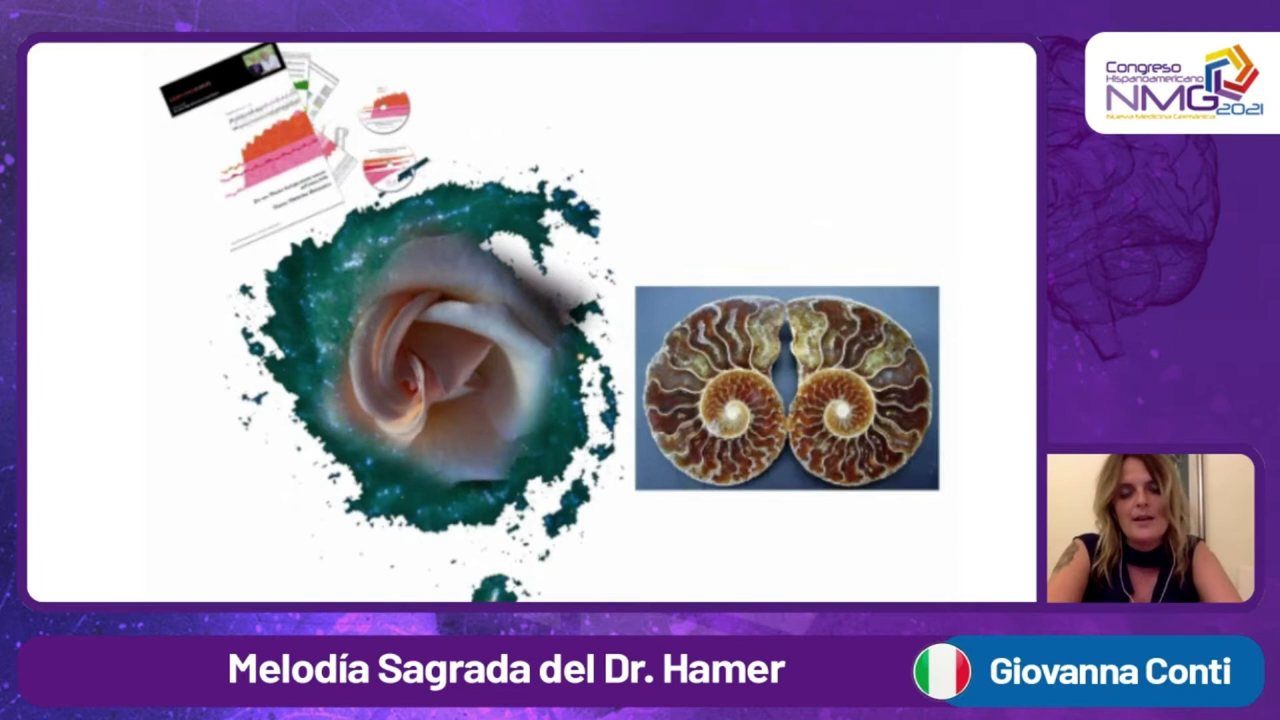 Congreso
Hispanoamericano
NMG
2021
Nueva Medicina Germánica
Melodía Sagrada del Dr. Hamer
Giovanna Conti